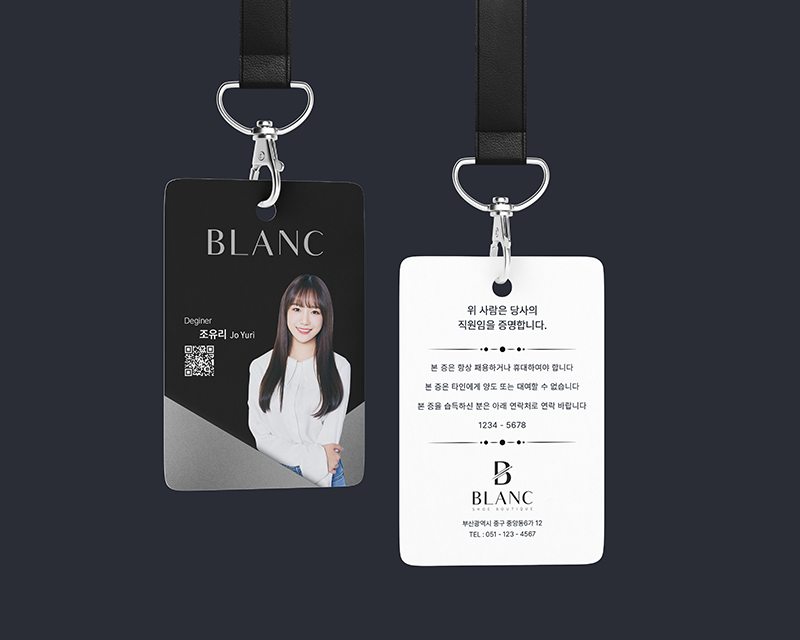 BLANC
Deginer
조유리 Jo Yuri
위 사람은 당사의
직원임을 증명합니다.
본 증은 항상 패용하거나 휴대하여야 합니다
본 증은 타인에게 양도 또는 대여할 수 없습니다
본 증을 습득하신 분은 아래 연락처로 연락 바랍니다
1234 - 5678
B
BLANC
SHOE BOUTIQUE
부산광역시 중구 중앙동6가 12
TEL : 051 - 123 - 4567